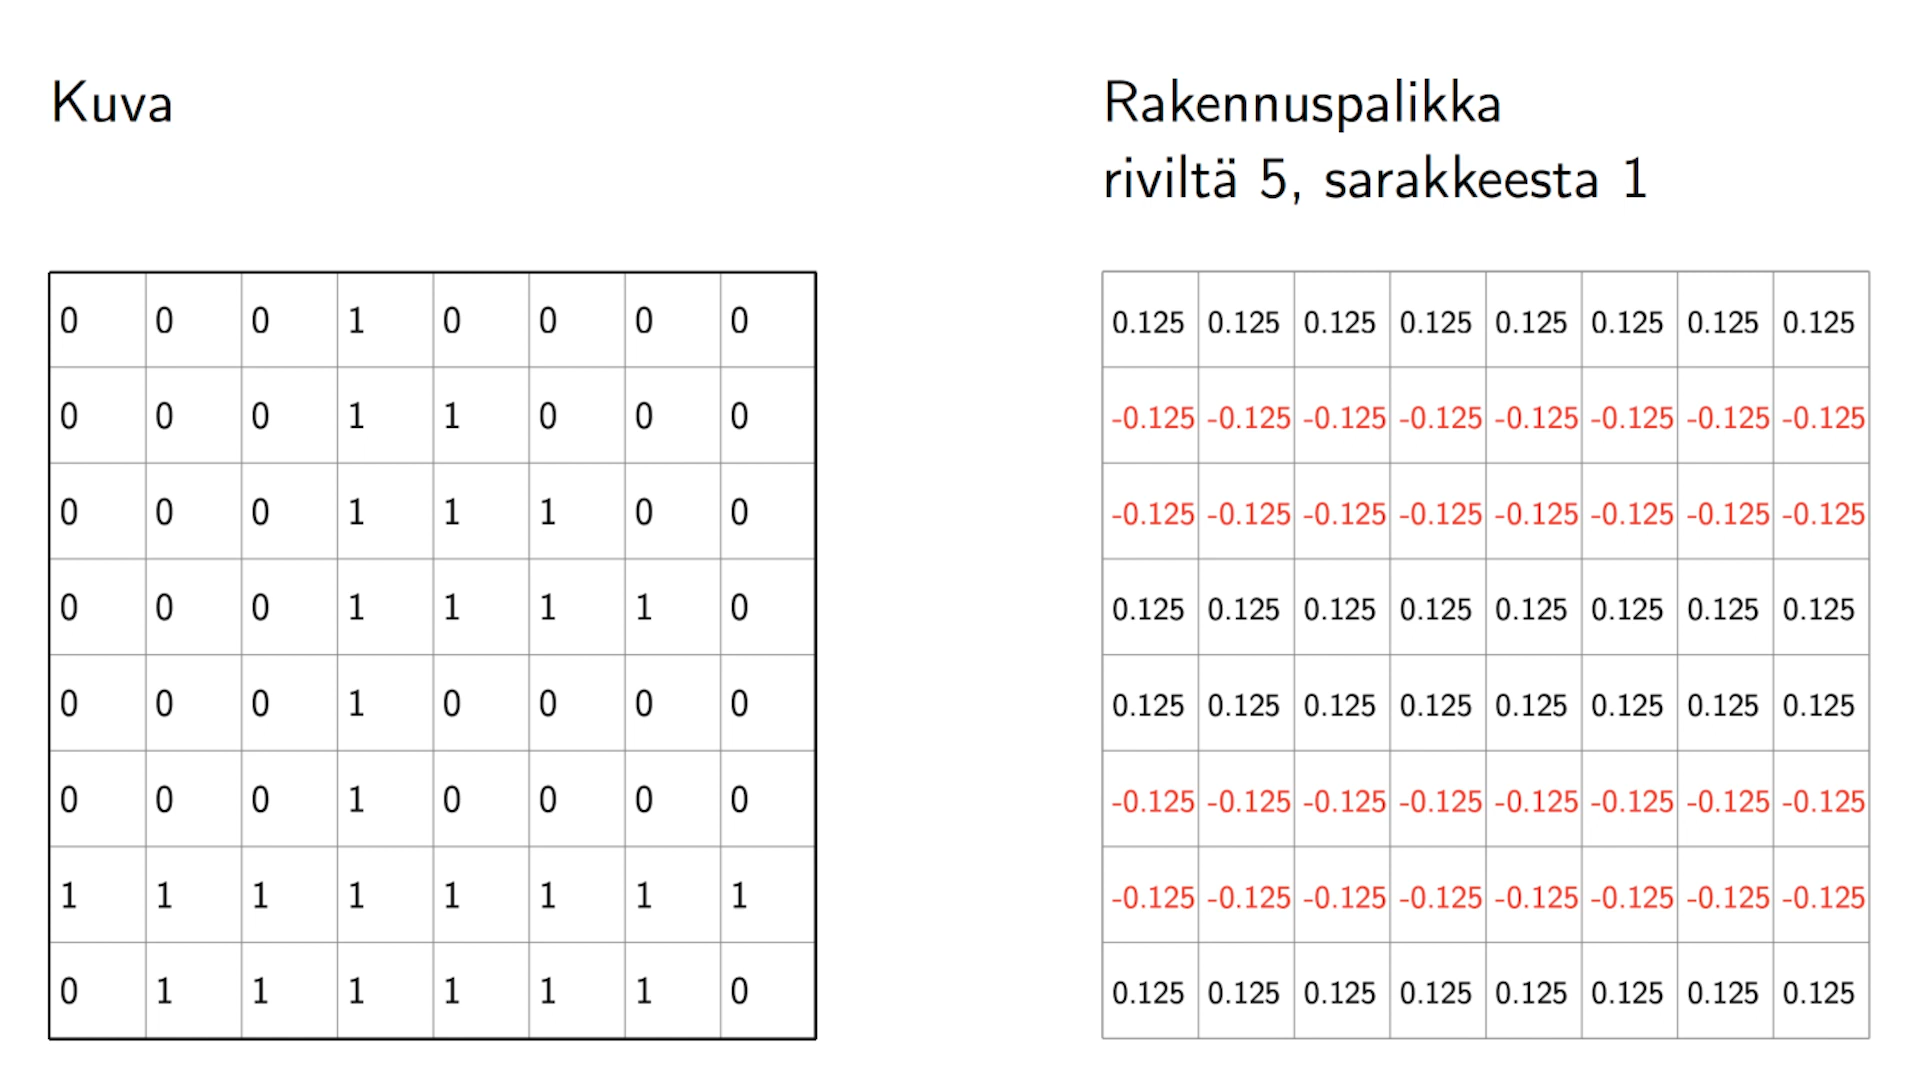 Kuva
Rakennuspalikka
riviltä 5, sarakkeesta 1
0 0 0 1 0 0 0 0
0 0 0 1 1 0 0 0
0 0 0 1 1 1 0 0
0 0 0 1 1 1 1 0
0 0 0 1 0 0 0 0
0 0 0 1 0 0 0 0
1 1 1 1 1 1 1 1
0 1 1 1 1 1 1 0
0.125 0.125 0.125 0.125 0.125 0.125 0.125 0.125
-0.125 -0.125 -0.125 -0.125 -0.125 -0.125 -0.125 -0.125
-0.125 -0.125 -0.125 -0.125 -0.125 -0.125 -0.125 -0.125
0.125 0.125 0.125 0.125 0.125 0.125 0.125 0.125
0.125 0.125 0.125 0.125 0.125 0.125 0.125 0.125
-0.125 -0.125 -0.125 -0.125 -0.125 -0.125 -0.125 -0.125
-0.125 -0.125 -0.125 -0.125 -0.125 -0.125 -0.125 -0.125
0.125 0.125 0.125 0.125 0.125 0.125 0.125 0.125